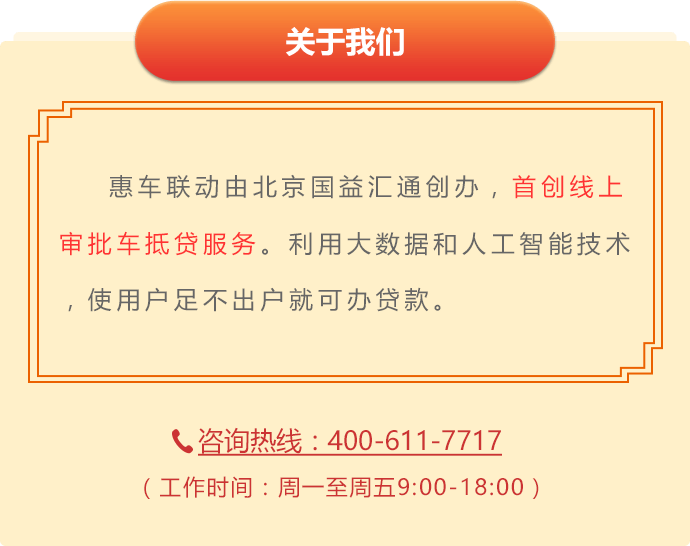 关于我们
惠车联动由北京国益汇通创办，首创线上
审批车抵贷服务。利用大数据和人工智能技术
，使用户足不出户就可办贷款。
咨询热线：400-611-7717
（工作时间：周一至周五9:00-18:00）